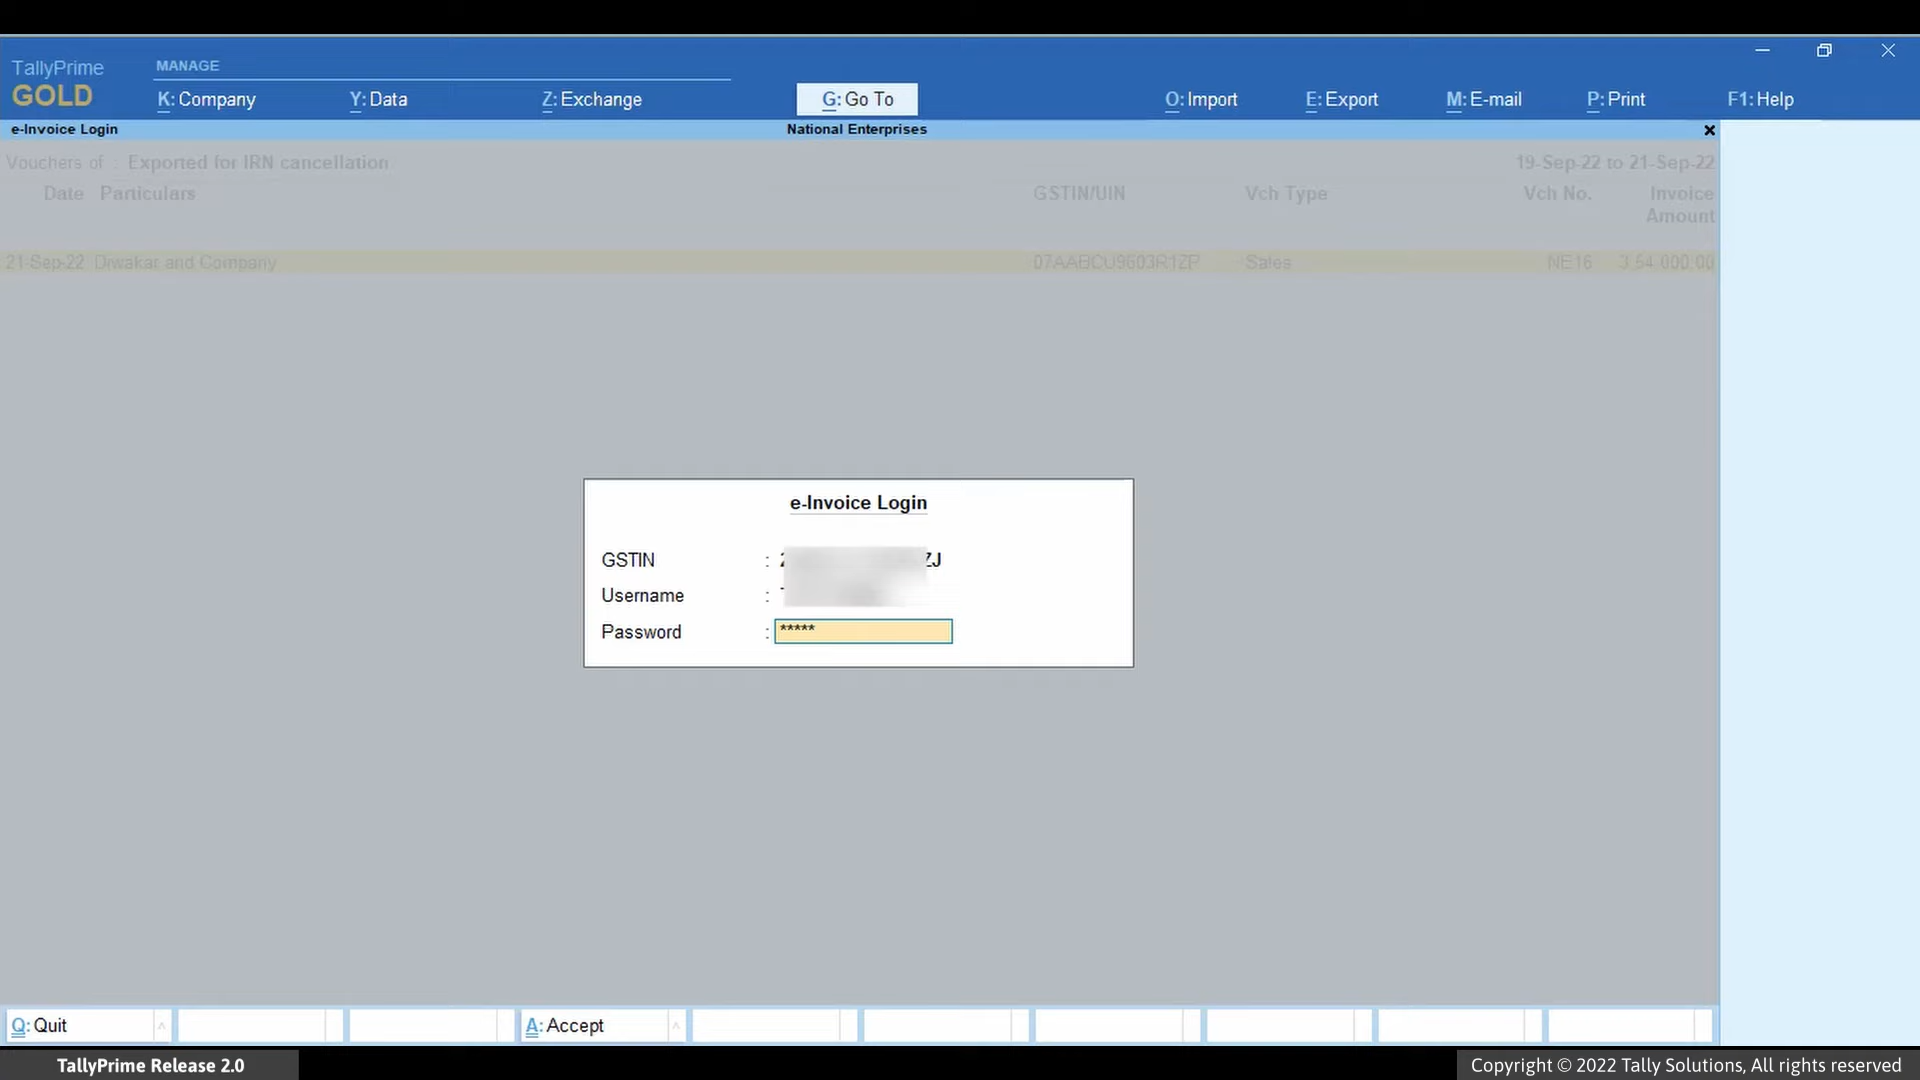 TallyPrime
GOLD
MANAGE
K: Company Y: Data Z: Exchange G: Go To O: Import E: Export M: E-mail P: Print F1: Help
e-Invoice Login National Enterprises
Vouchers of : Exported for IRN cancellation 19-Sep-22 to 21-Sep-22
Date Particulars GSTIN/UIN Vch Type Vch No. Invoice
Amount
21-Sep-22 Diwakar and Company 07AABCU9603R1ZP Sales NE16 3,54,000.00
e-Invoice Login
GSTIN : ZJ
Username :
Password : *****
Q: Quit A: Accept
TallyPrime Release 2.0
Copyright © 2022 Tally Solutions, All rights reserved